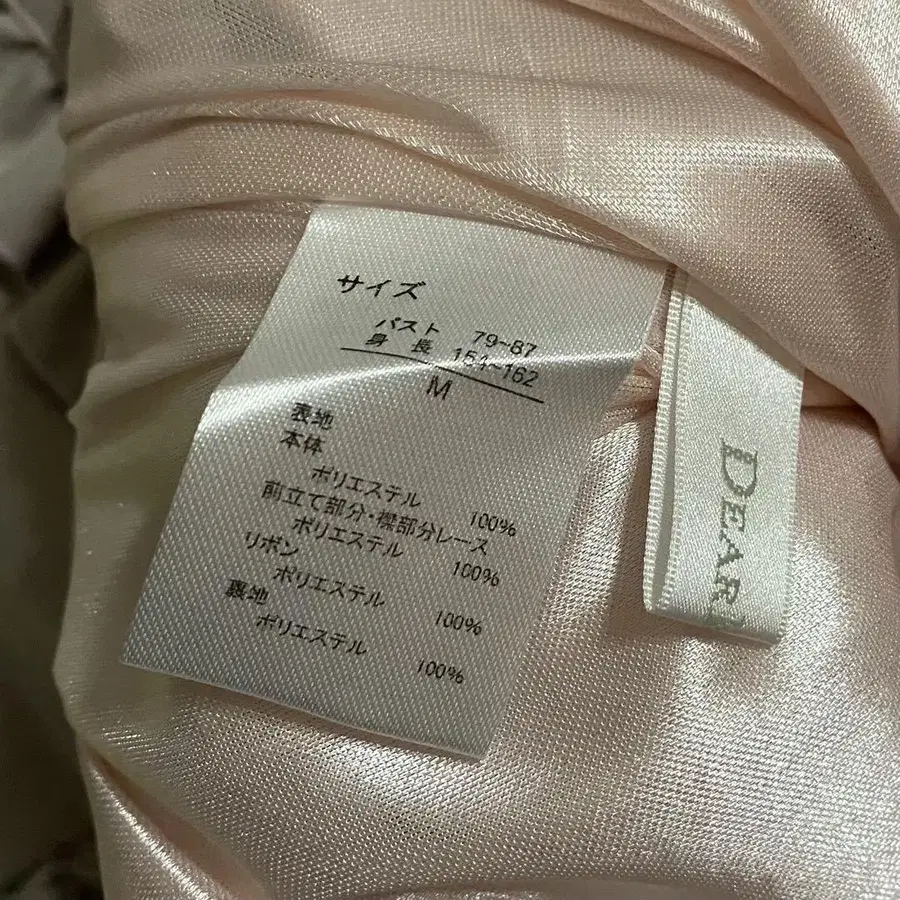 サイズ
バスト 79~87
身長 154~162
M
表地
本体
ポリエステル 100%
前立て部分・襟部分レース
ポリエステル 100%
リボン
ポリエステル 100%
裏地
ポリエステル 100%
DEAR